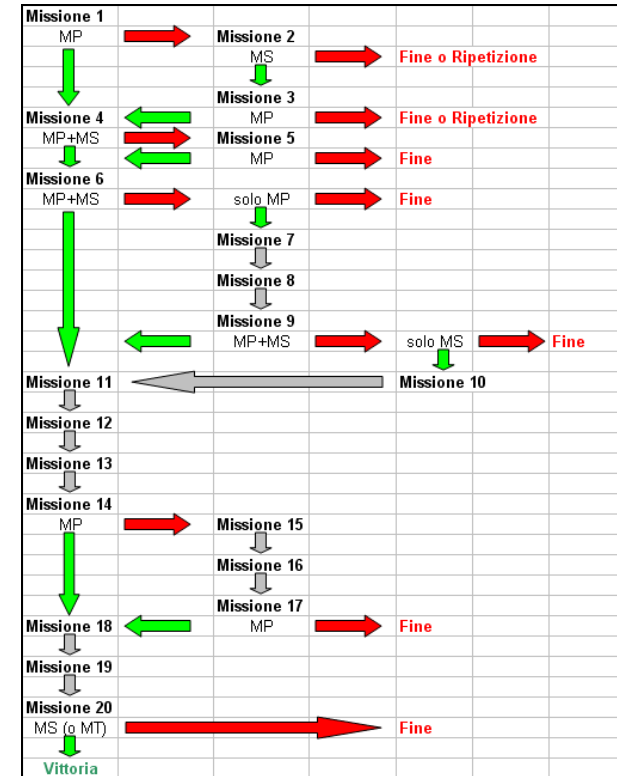 Missione 1
MP Missione 2
MS Fine o Ripetizione
Missione 3
Missione 4 MP Fine o Ripetizione
MP+MS Missione 5
MP Fine
Missione 6
MP+MS solo MP Fine
Missione 7
Missione 8
Missione 9
MP+MS solo MS Fine
Missione 11 Missione 10
Missione 12
Missione 13
Missione 14
MP Missione 15
Missione 16
Missione 17
Missione 18 MP Fine
Missione 19
Missione 20
MS (o MT) Fine
Vittoria